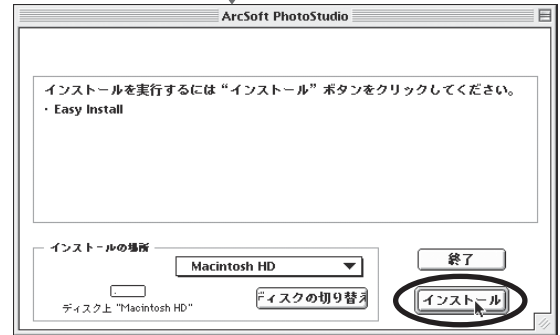 ArcSoft PhotoStudio
インストールを実行するには“インストール”ボタンをクリックしてください。
・Easy Install
インストールの場所
Macintosh HD
ディスク上 "Macintosh HD"
ディスクの切り替え
終了
インストール